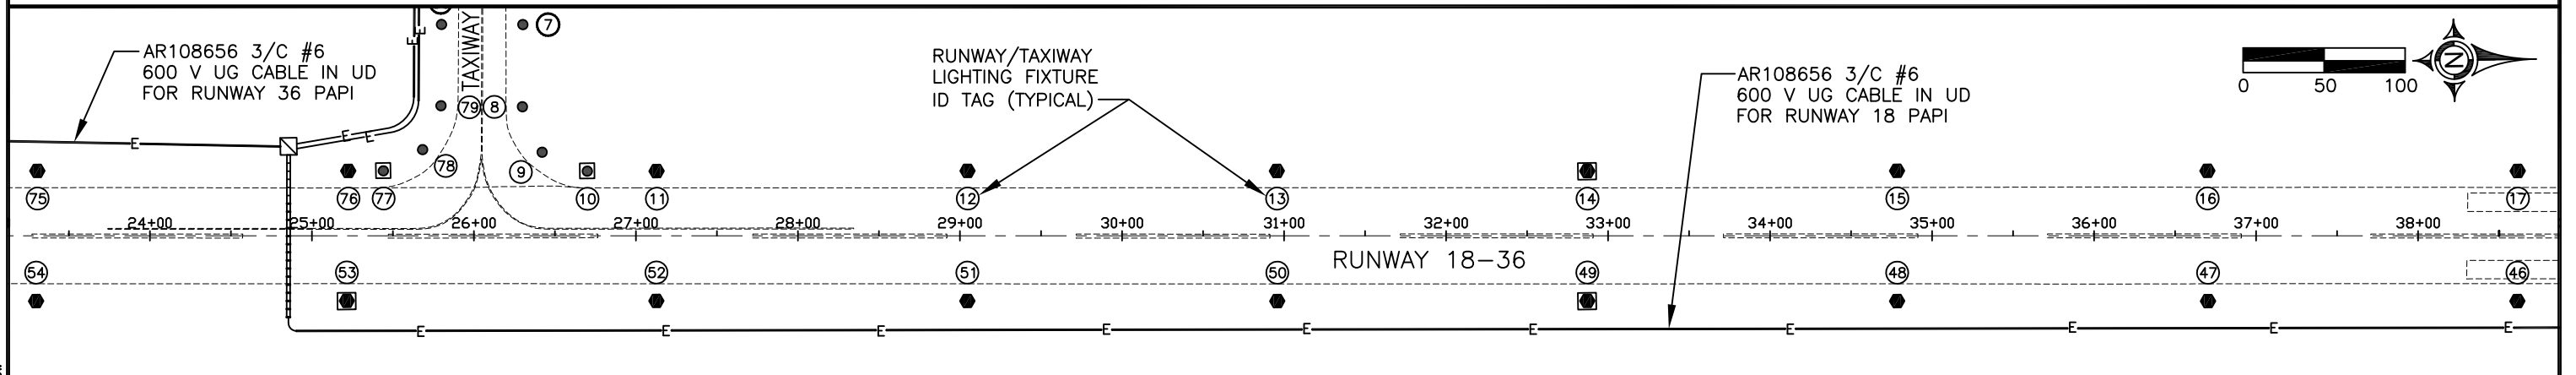 AR108656 3/C #6
600 V UG CABLE IN UD
FOR RUNWAY 36 PAPI
TAXIWAY
7
RUNWAY/TAXIWAY
LIGHTING FIXTURE
ID TAG (TYPICAL)
AR108656 3/C #6
600 V UG CABLE IN UD
FOR RUNWAY 18 PAPI
0 50 100
N
E E
79 8
E E E
78 9
75 76 77 10 11 12 13 14 15 16 17
24+00 25+00 26+00 27+00 28+00 29+00 30+00 31+00 32+00 33+00 34+00 35+00 36+00 37+00 38+00
RUNWAY 18-36
54 53 52 51 50 49 48 47 46
E E E E E E E E E E